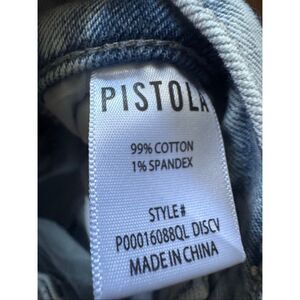 PISTOLA
99% COTTON
1% SPANDEX
STYLE#
P00016088QL DISCV
MADE IN CHINA